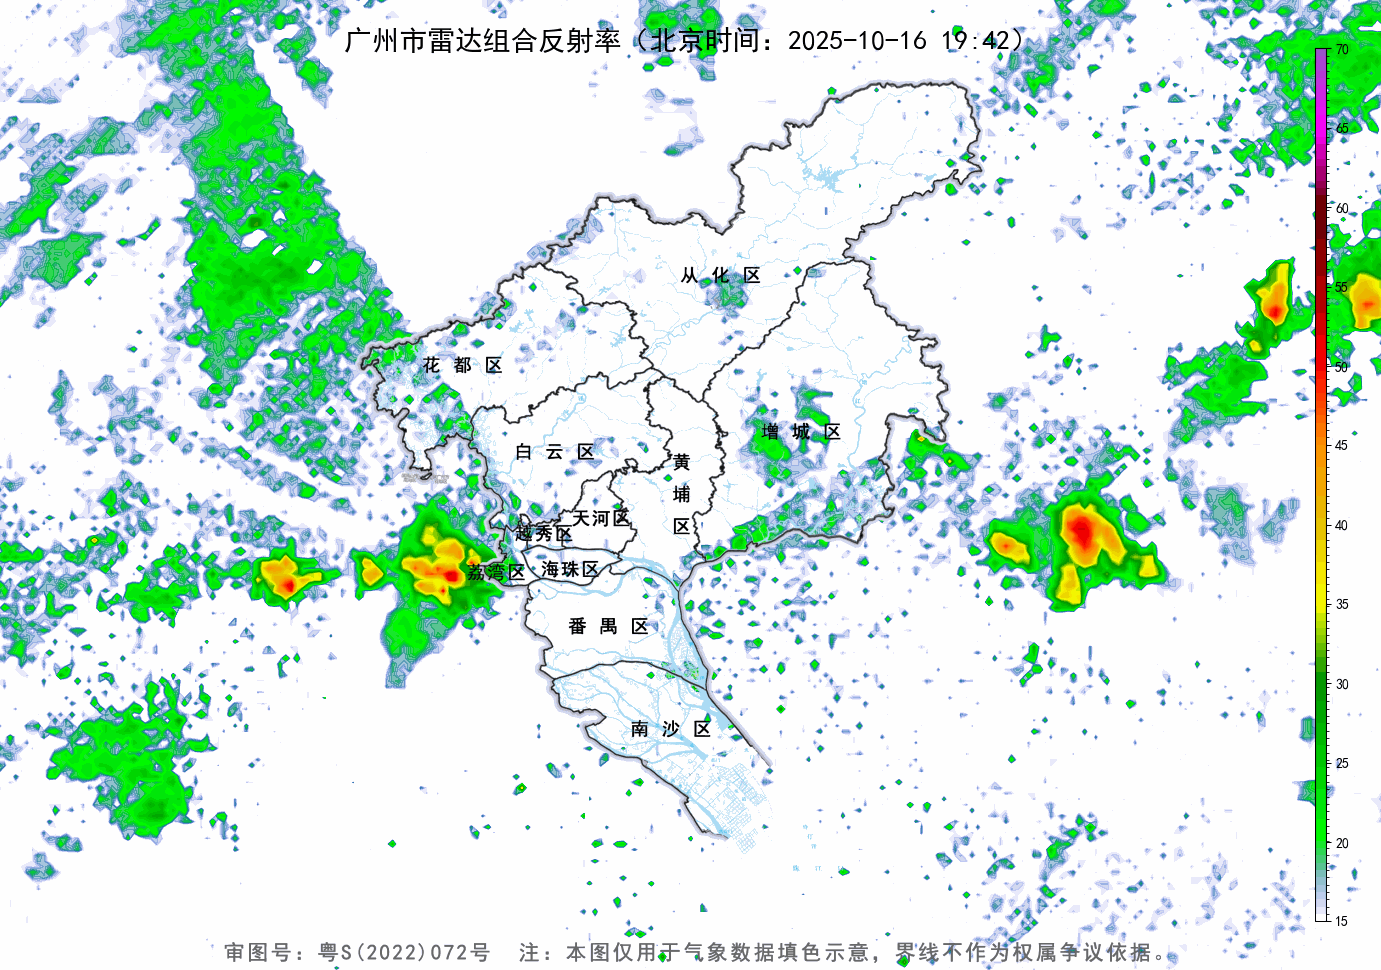 广州市雷达组合反射率（北京时间：2025-10-16 19:42）
70
65
60
55
50
45
40
35
30
25
20
15
从化区
花都区
增城区
白云区
黄埔区
天河区
越秀区
荔湾区
海珠区
番禺区
南沙区
审图号：粤S(2022)072号 注：本图仅用于气象数据填色示意，界线不作为权属争议依据。